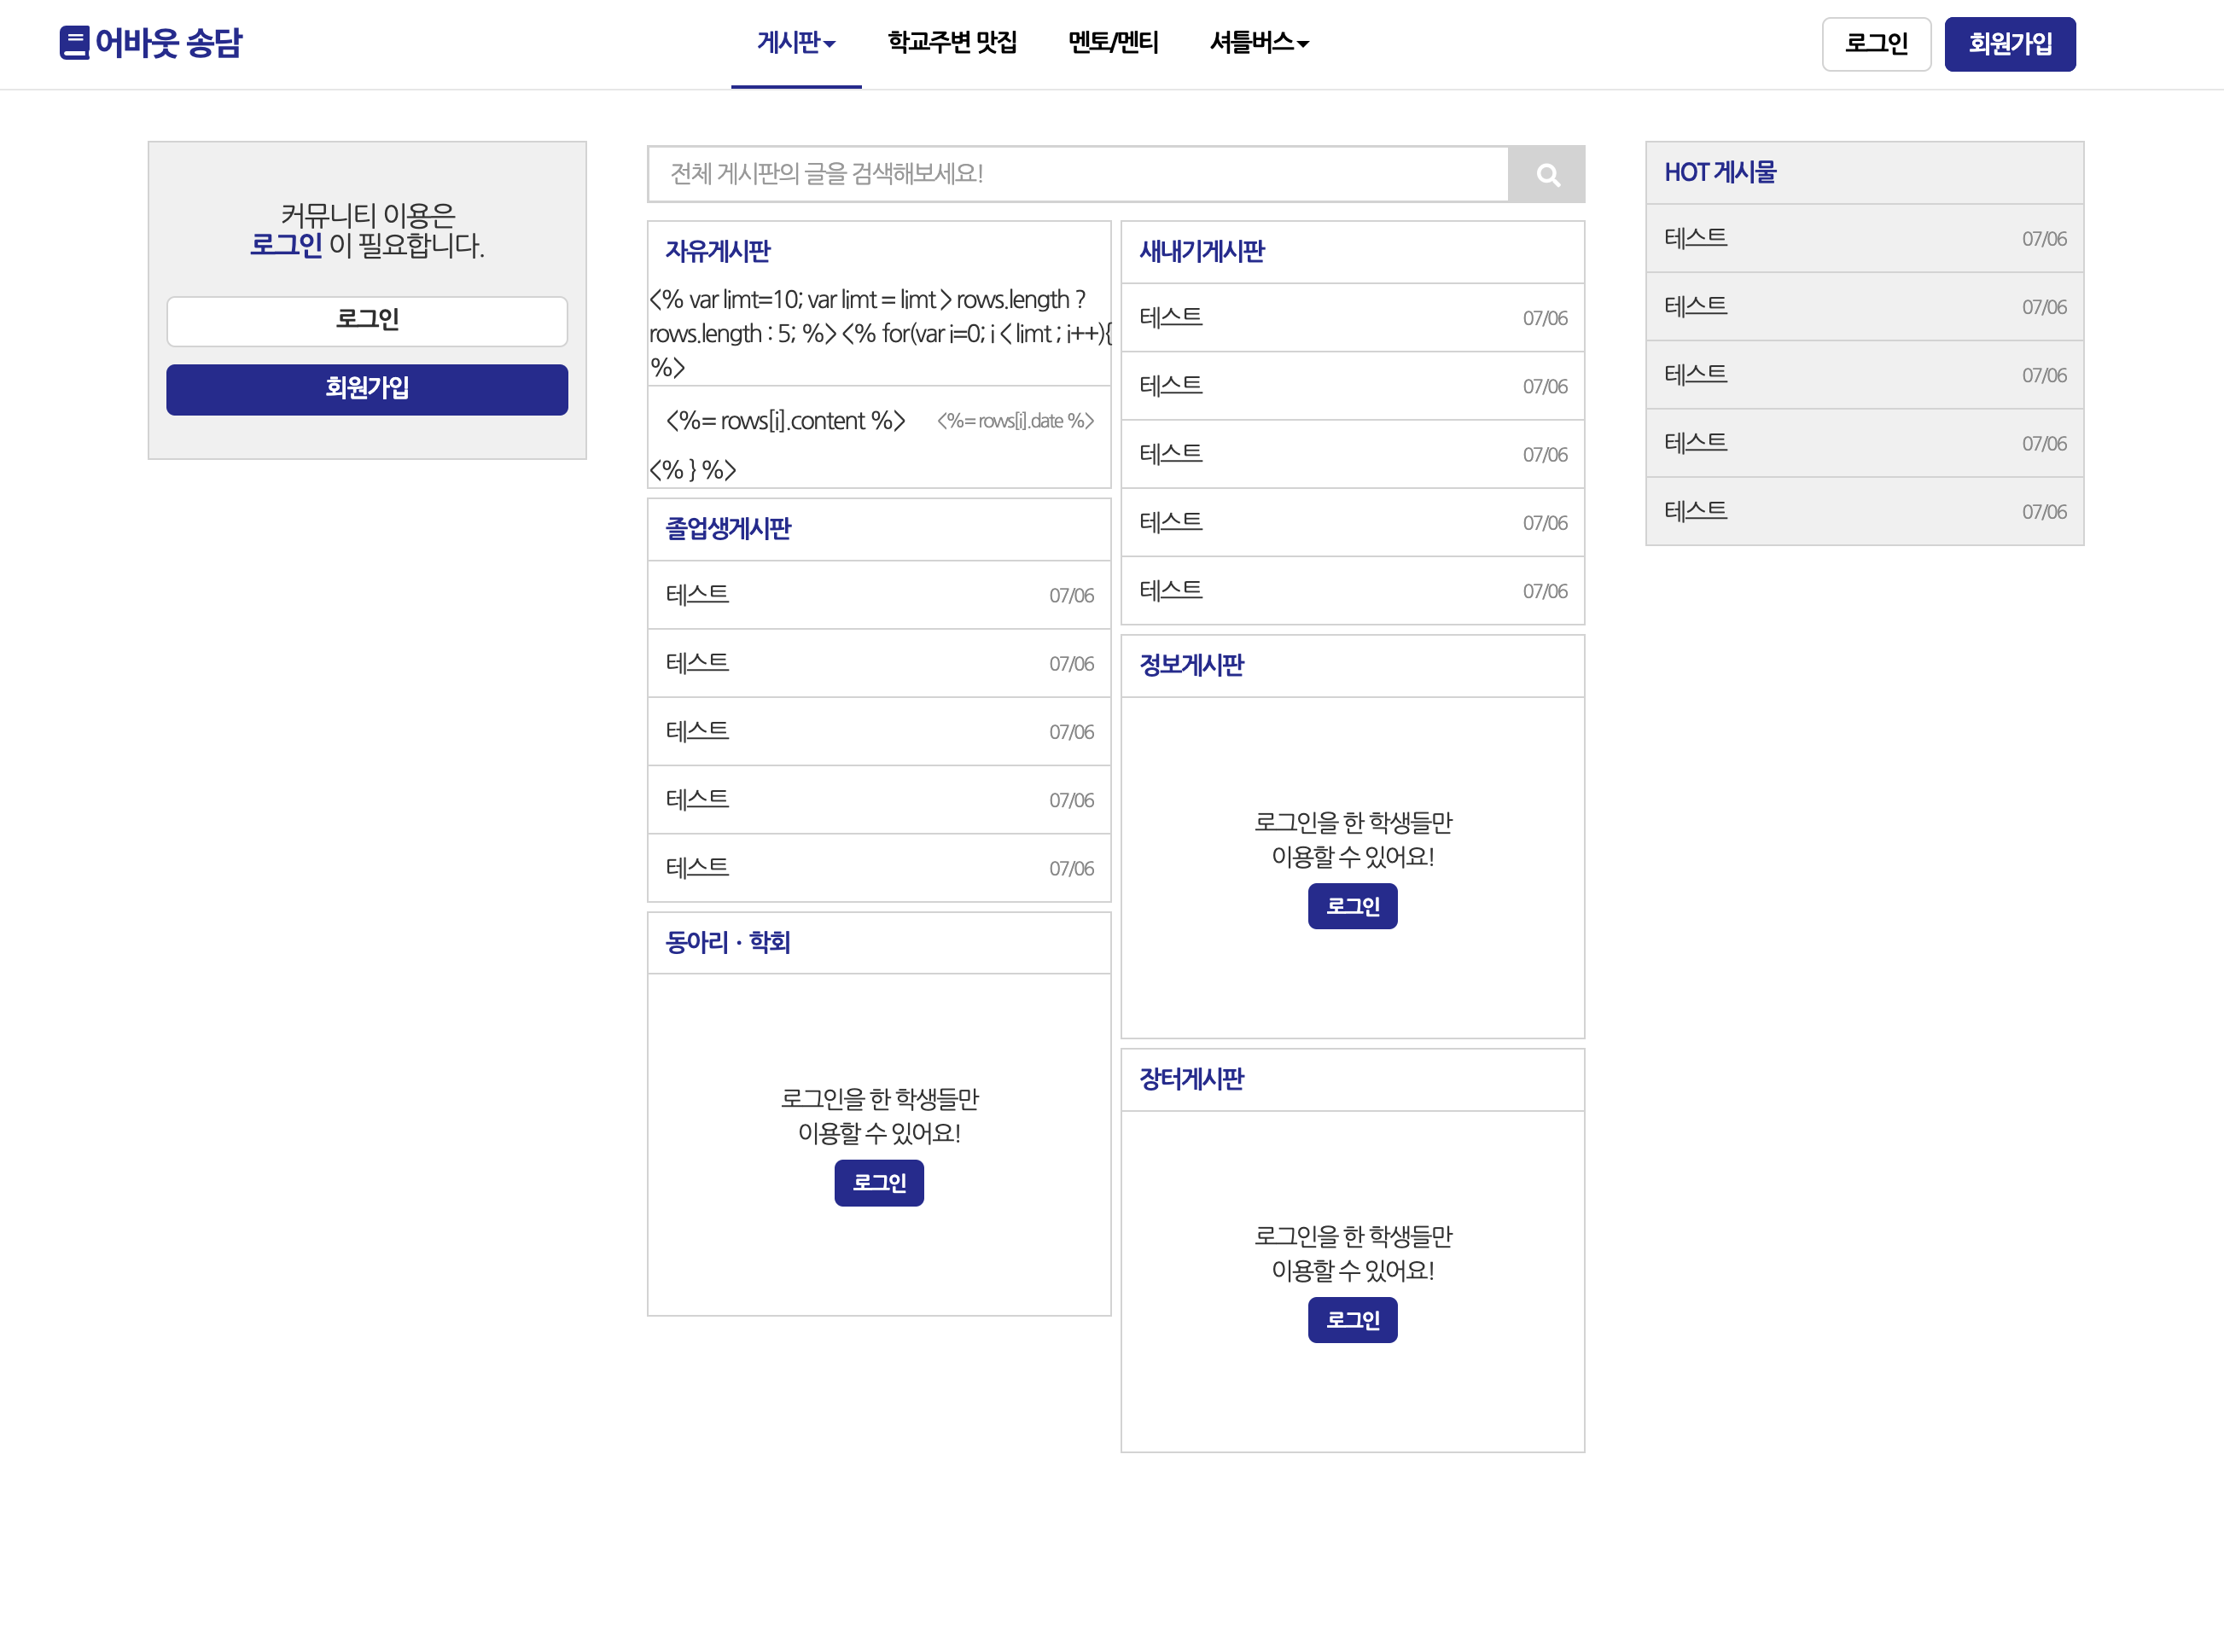 어바웃 송담
게시판
학교주변 맛집
멘토/멘티
셔틀버스
로그인
회원가입
커뮤니티 이용은
로그인 이 필요합니다.
로그인
회원가입
전체 게시판의 글을 검색해보세요!
자유게시판
<% var limt=10; var limt = limt > rows.length ?
rows.length : 5; %> <% for(var i=0; i < limt ; i++){
%>
<%= rows[i].content %> <%= rows[i].date %>
<% } %>
졸업생게시판
테스트 07/06
테스트 07/06
테스트 07/06
테스트 07/06
테스트 07/06
동아리 · 학회
로그인을 한 학생들만
이용할 수 있어요!
로그인
새내기게시판
테스트 07/06
테스트 07/06
테스트 07/06
테스트 07/06
테스트 07/06
정보게시판
로그인을 한 학생들만
이용할 수 있어요!
로그인
장터게시판
로그인을 한 학생들만
이용할 수 있어요!
로그인
HOT 게시물
테스트 07/06
테스트 07/06
테스트 07/06
테스트 07/06
테스트 07/06